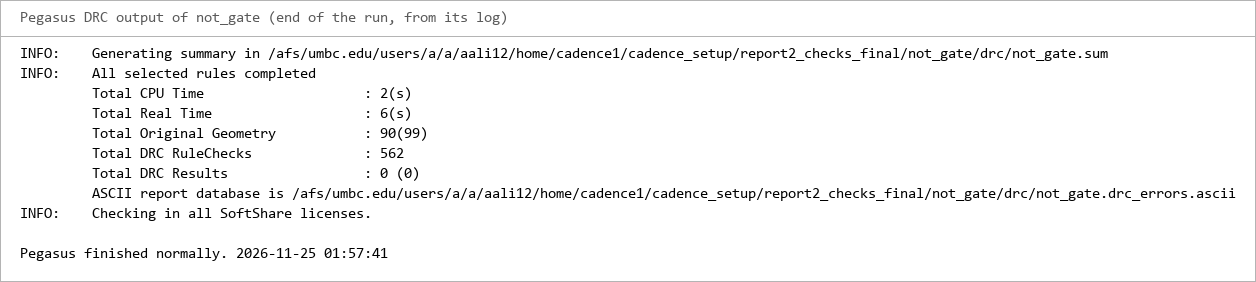 Pegasus DRC output of not_gate (end of the run, from its log)
INFO:    Generating summary in /afs/umbc.edu/users/a/a/aali12/home/cadence1/cadence_setup/report2_checks_final/not_gate/drc/not_gate.sum
INFO:    All selected rules completed
         Total CPU Time                    : 2(s)
         Total Real Time                   : 6(s)
         Total Original Geometry           : 90(99)
         Total DRC RuleChecks              : 562
         Total DRC Results                 : 0 (0)
         ASCII report database is /afs/umbc.edu/users/a/a/aali12/home/cadence1/cadence_setup/report2_checks_final/not_gate/drc/not_gate.drc_errors.ascii
INFO:    Checking in all SoftShare licenses.
Pegasus finished normally. 2026-11-25 01:57:41